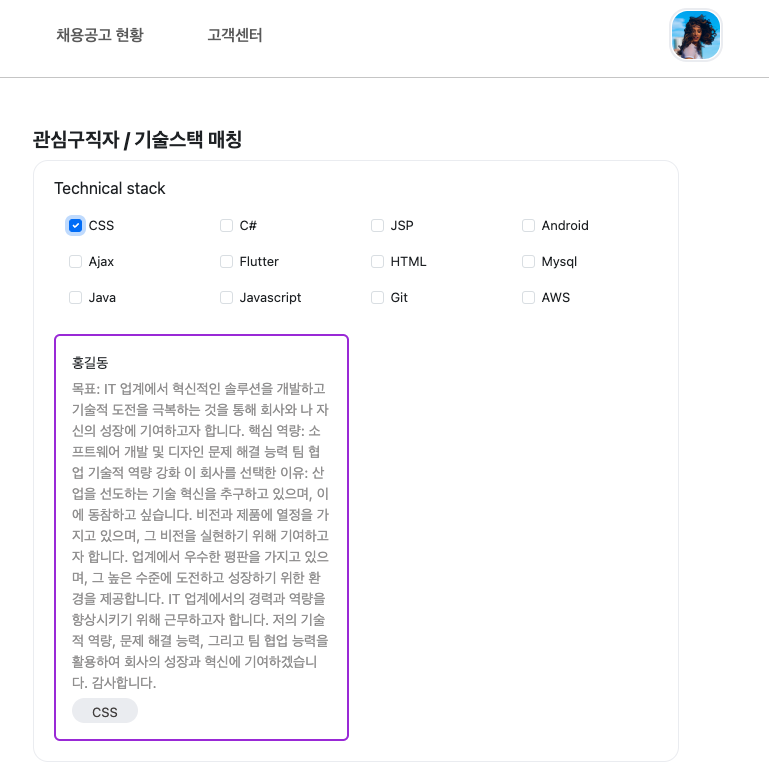 채용공고 현황 고객센터
관심구직자 / 기술스택 매칭
Technical stack
CSS C# JSP Android
Ajax Flutter HTML Mysql
Java Javascript Git AWS
홍길동
목표: IT 업계에서 혁신적인 솔루션을 개발하고
기술적 도전을 극복하는 것을 통해 회사와 나 자
신의 성장에 기여하고자 합니다. 핵심 역량: 소
프트웨어 개발 및 디자인 문제 해결 능력 팀 협
업 기술적 역량 강화 이 회사를 선택한 이유: 산
업을 선도하는 기술 혁신을 추구하고 있으며, 이
에 동참하고 싶습니다. 비전과 제품에 열정을 가
지고 있으며, 그 비전을 실현하기 위해 기여하고
자 합니다. 업계에서 우수한 평판을 가지고 있으
며, 그 높은 수준에 도전하고 성장하기 위한 환
경을 제공합니다. IT 업계에서의 경력과 역량을
향상시키기 위해 근무하고자 합니다. 저의 기술
적 역량, 문제 해결 능력, 그리고 팀 협업 능력을
활용하여 회사의 성장과 혁신에 기여하겠습니
다. 감사합니다.
CSS